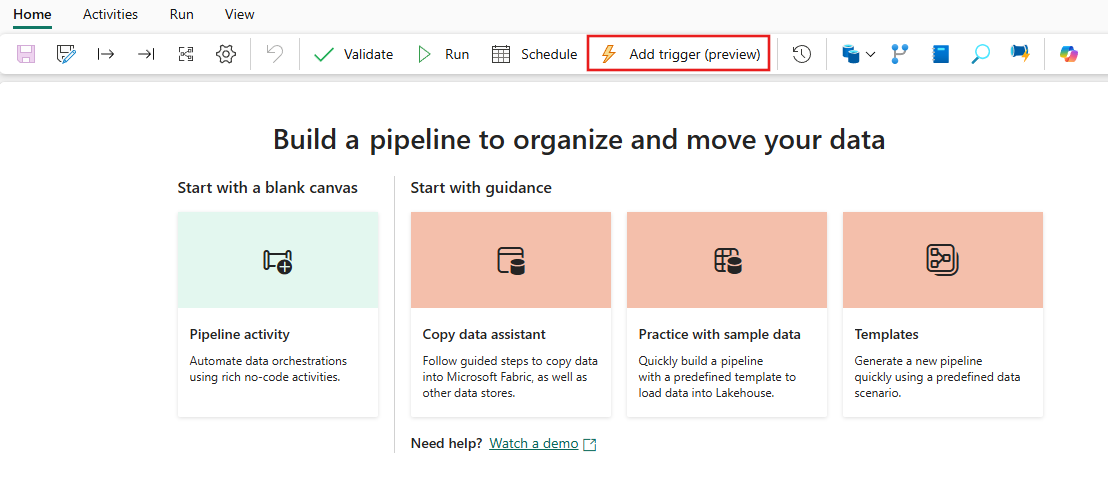 Home Activities Run View
Validate Run Schedule Add trigger (preview)
Build a pipeline to organize and move your data
Start with a blank canvas
Start with guidance
Pipeline activity
Automate data orchestrations
using rich no-code activities.
Copy data assistant
Follow guided steps to copy data
into Microsoft Fabric, as well as
other data stores.
Practice with sample data
Quickly build a pipeline
with a predefined template to
load data into Lakehouse.
Templates
Generate a new pipeline
quickly using a predefined data
scenario.
Need help? Watch a demo